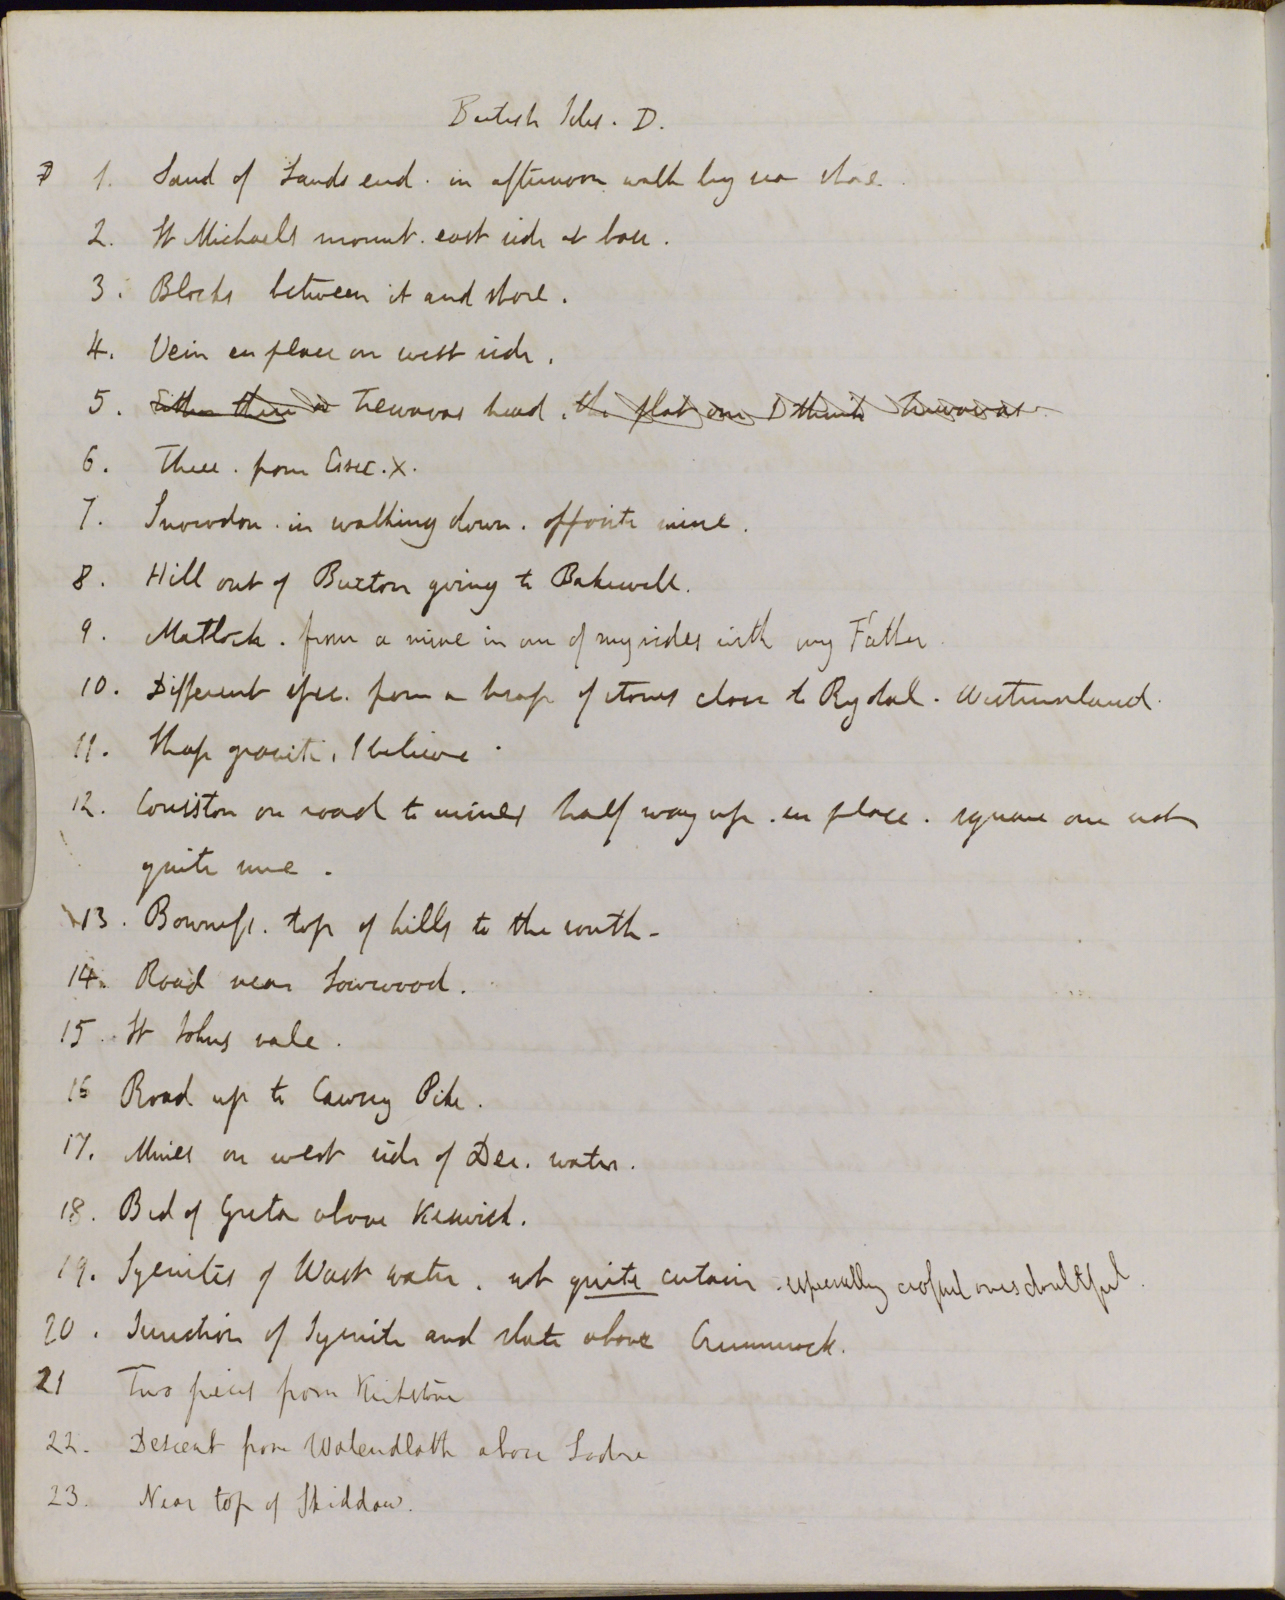 British Isles. D.
D 1. Sand of Lands end. in afternoon walk by sea shore.
2. St Michaels mount. east side at base.
3. Blocks between it and shore.
4. Vein en place on west side.
5. Either there or Trewavas head. the flat one I think Trewavas.
6. Three. from X.
7. Snowdon. in walking down. opposite mine.
8. Hill out of Buxton going to Bakewell.
9. Matlock. from a mine in one of my rides with my Father.
10. Different spec. from a heap of stones close to Rydal. Westmorland.
11. Shap granite, I believe.
12. Coniston on road to mines half way up. en place. square one not
quite sure.
13. Bowness. top of hills to the south.
14. Road near Lowwood.
15. St Johns vale.
16 Road up to Cawsey Pike.
17. Mines on west side of Der. water.
18. Bed of Greta above Keswick.
19. Syenites of Wast water. not quite certain. especially ones doubtful.
20. Junction of Syenite and slate above Crummock.
21 Two pieces from
22. Descent from Watendlath above Lodore
23. Near top of Skiddaw.